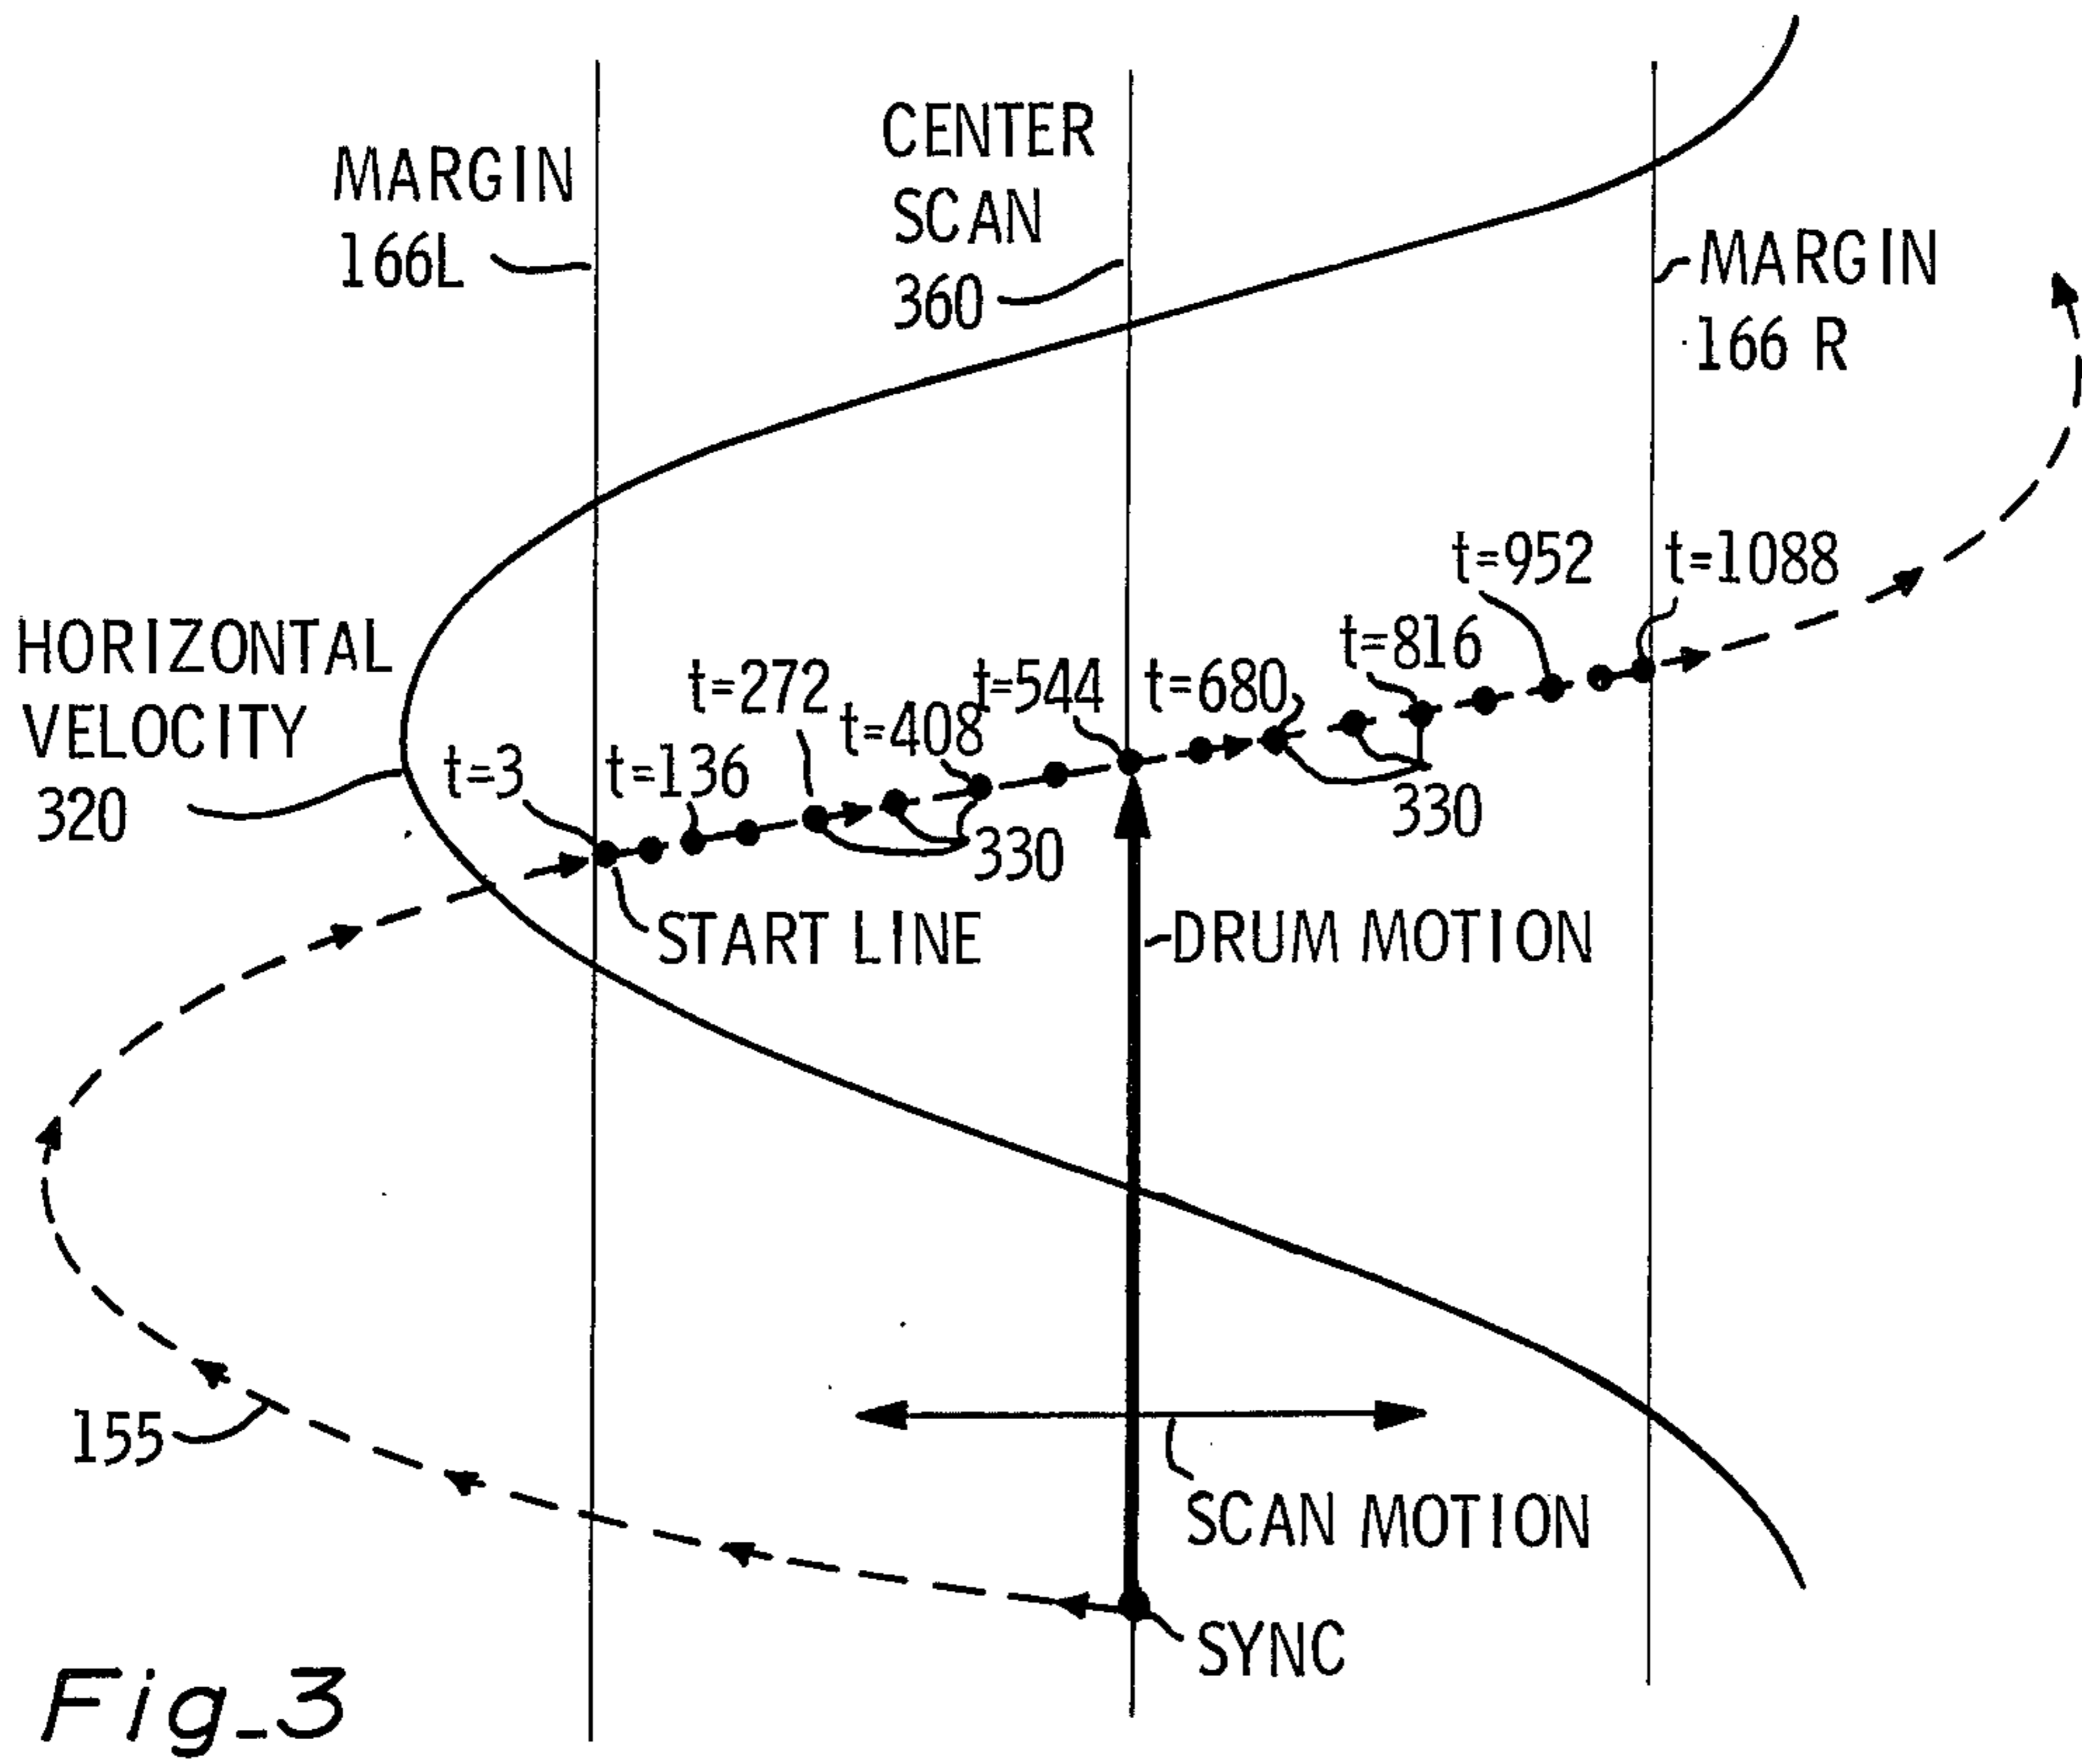 CENTER
SCAN
360
MARGIN
166L
MARGIN
166 R
t=952
t=1088
HORIZONTAL
VELOCITY
320
t=816
t=272
t=544
t=680
t=408
t=3
t=136
330
330
START LINE
DRUM MOTION
155
SCAN MOTION
SYNC
Fig_3